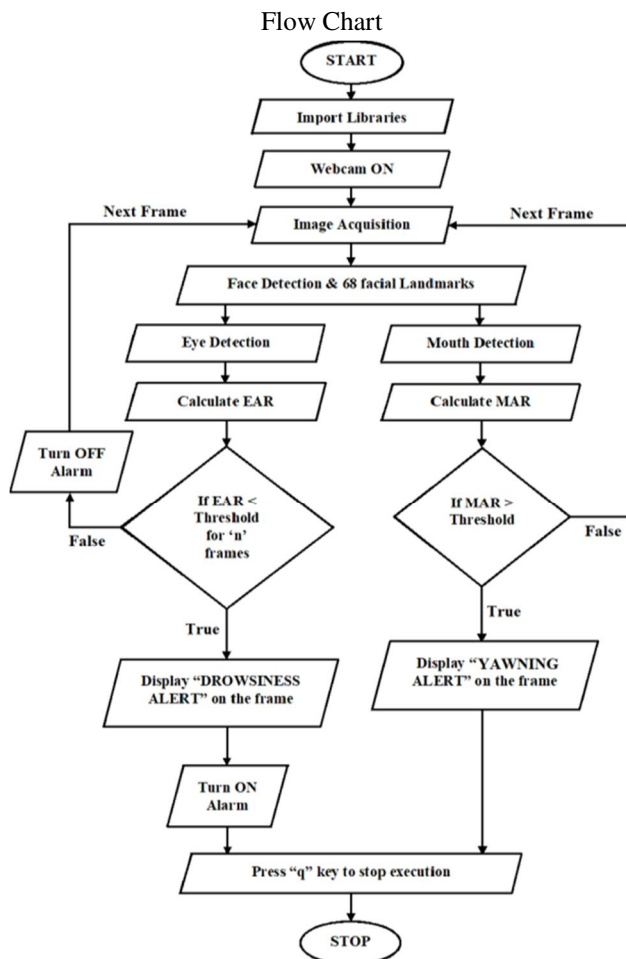 Flow Chart
START
Import Libraries
Webcam ON
Next Frame
Next Frame
Image Acquisition
Face Detection & 68 facial Landmarks
Eye Detection
Mouth Detection
Calculate EAR
Calculate MAR
Turn OFF
Alarm
If EAR <
Threshold
for ‘n’
frames
If MAR >
Threshold
False
False
True
True
Display “DROWSINESS
ALERT” on the frame
Display “YAWNING
ALERT” on the frame
Turn ON
Alarm
Press “q” key to stop execution
STOP